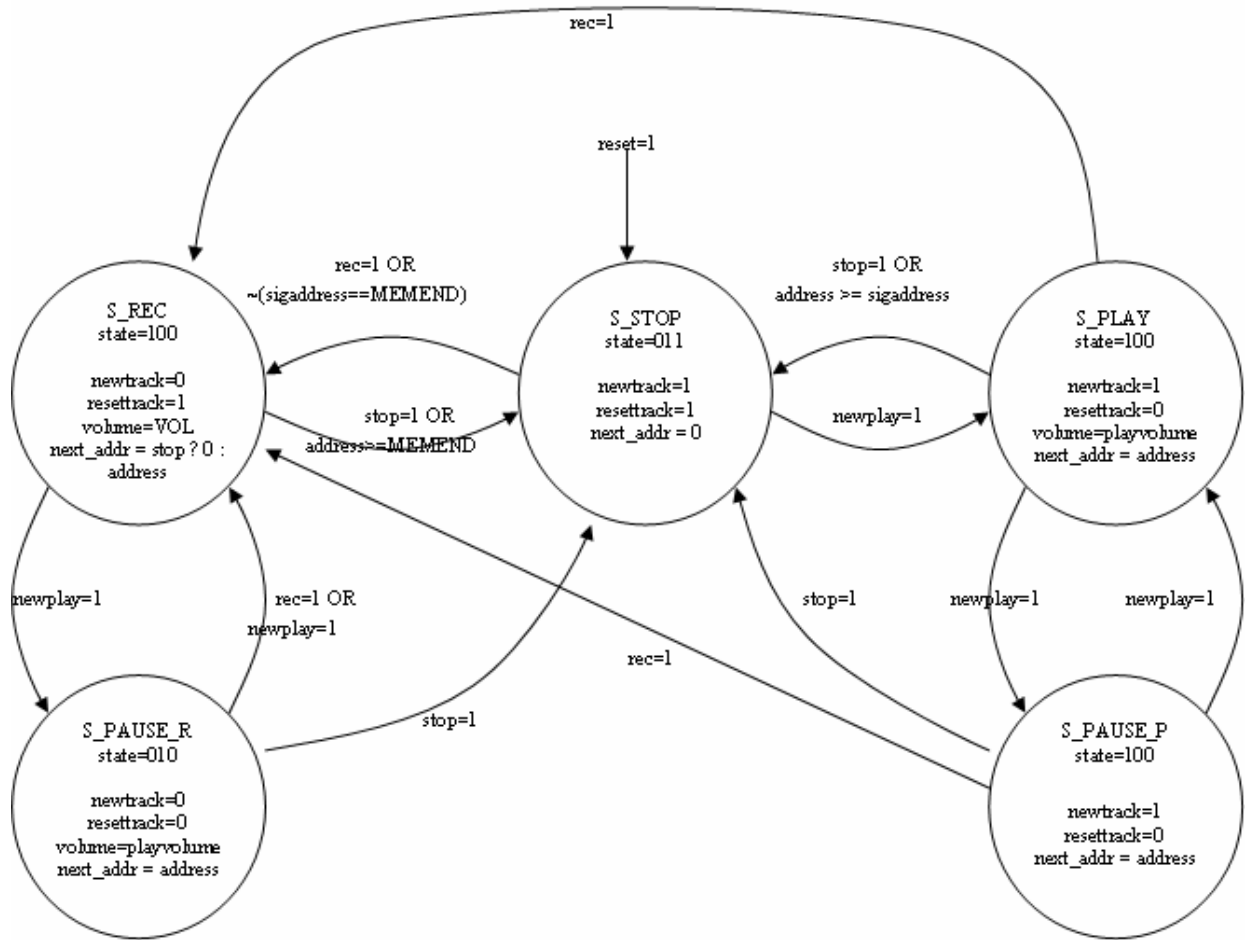 rec=1
reset=1
rec=1 OR
~(sigaddress==MEMEND)
stop=1 OR
address >= sigaddress
S_REC
state=100
newtrack=0
resettrack=1
volume=VOL
next_addr = stop ? 0 :
address
S_STOP
state=011
newtrack=1
resettrack=1
next_addr = 0
S_PLAY
state=100
newtrack=1
resettrack=0
volume=playvolume
next_addr = address
stop=1 OR
address>=MEMEND
newplay=1
newplay=1
rec=1 OR
newplay=1
stop=1
newplay=1
newplay=1
rec=1
stop=1
S_PAUSE_R
state=010
newtrack=0
resettrack=0
volume=playvolume
next_addr = address
S_PAUSE_P
state=100
newtrack=1
resettrack=0
next_addr = address